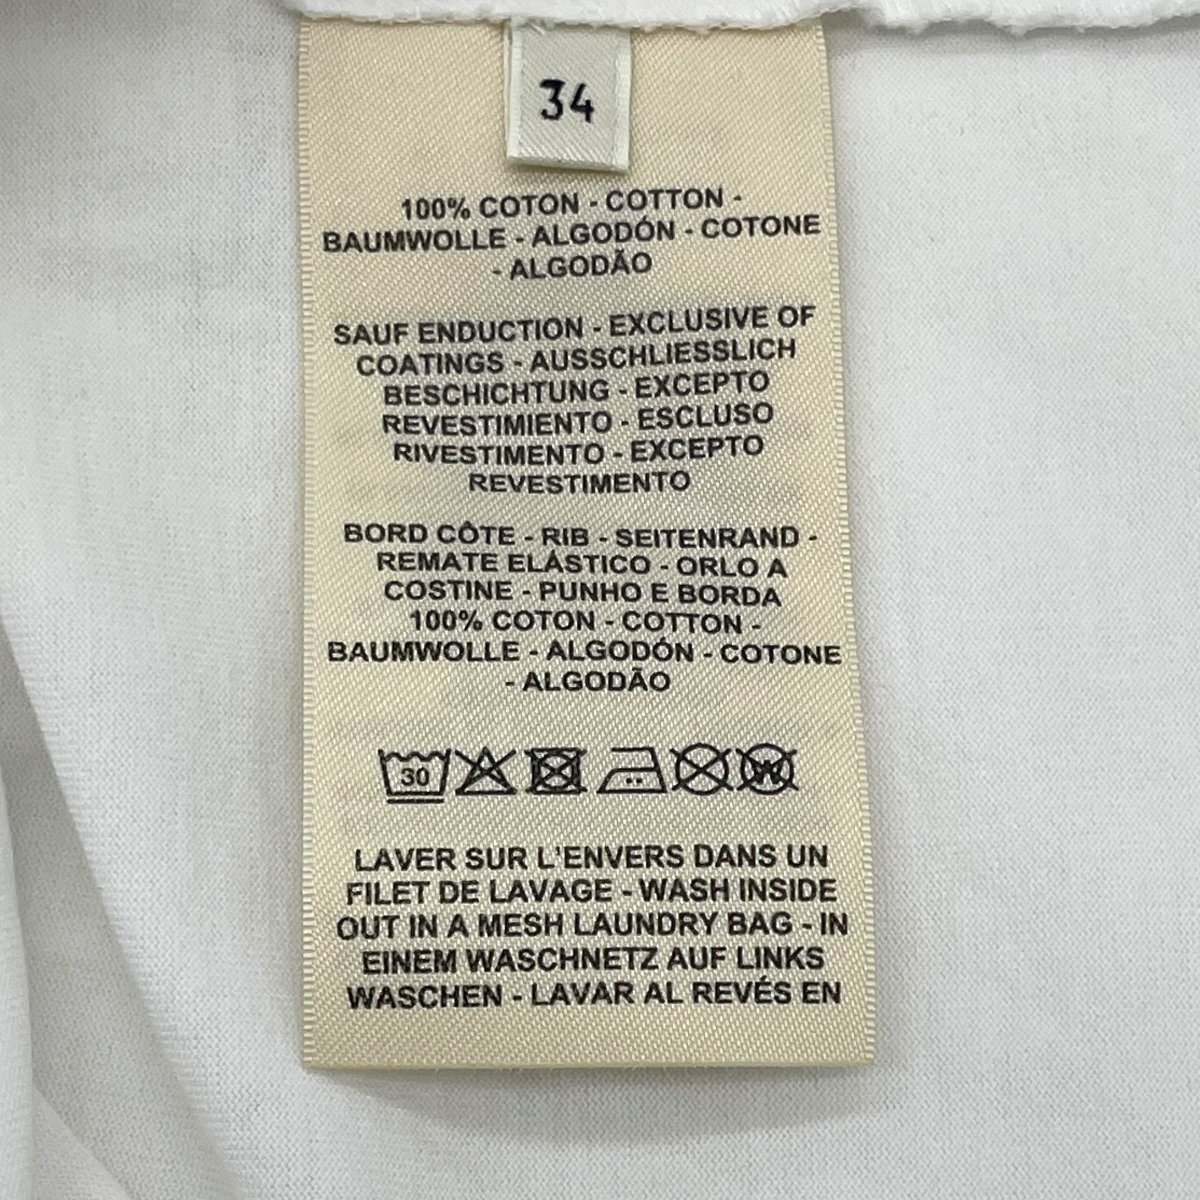 34
100% COTON - COTTON -
BAUMWOLLE - ALGODÓN - COTONE
- ALGODÃO
SAUF ENDUCTION - EXCLUSIVE OF
COATINGS - AUSSCHLIESSLICH
BESCHICHTUNG - EXCEPTO
REVESTIMIENTO - ESCLUSO
RIVESTIMENTO - EXCEPTO
REVESTIMENTO
BORD CÔTE - RIB - SEITENRAND -
REMATE ELÁSTICO - ORLO A
COSTINE - PUNHO E BORDA
100% COTON - COTTON -
BAUMWOLLE - ALGODÓN - COTONE
- ALGODÃO
30 W
LAVER SUR L'ENVERS DANS UN
FILET DE LAVAGE - WASH INSIDE
OUT IN A MESH LAUNDRY BAG - IN
EINEM WASCHNETZ AUF LINKS
WASCHEN - LAVAR AL REVÉS EN